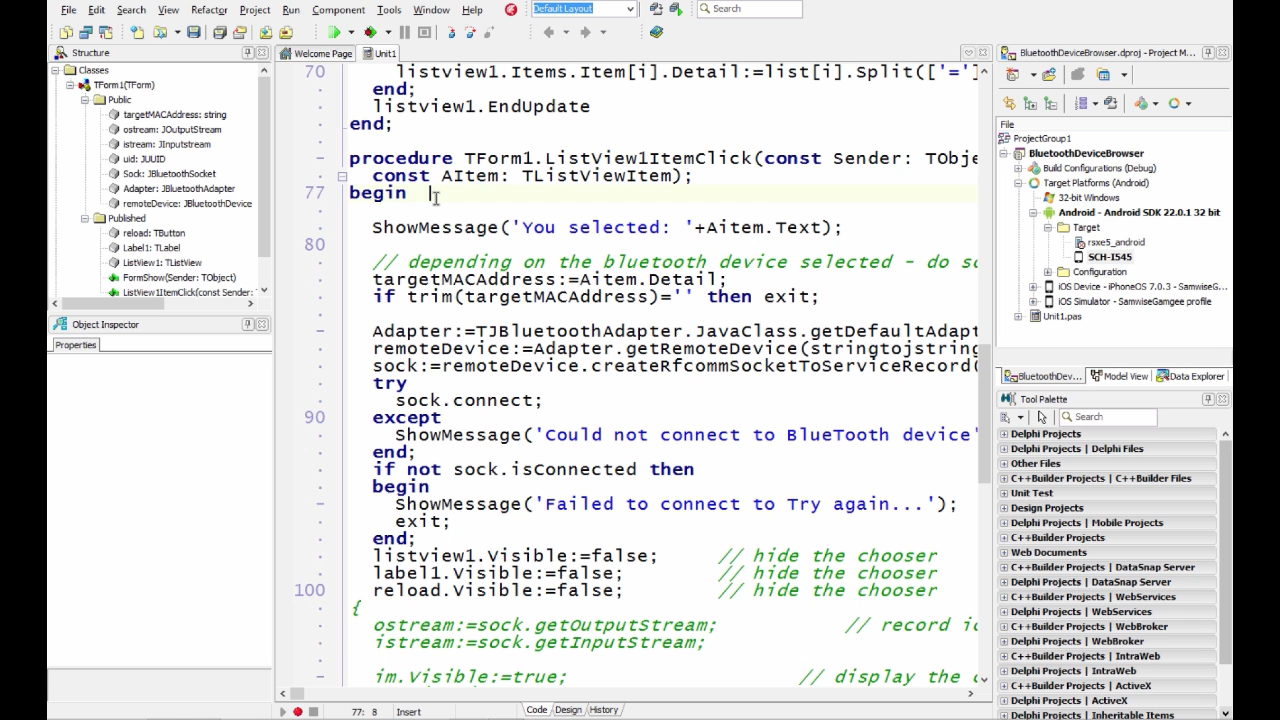 File Edit Search View Refactor Project Run Component Tools Window Help Default Layout Search
Structure
Classes
TForm1(TForm)
Public
targetMACAddress: string
ostream: JOutputStream
istream: JInputstream
uid: JUUID
Sock: JBluetoothSocket
Adapter: JBluetoothAdapter
remoteDevice: JBluetoothDevice
Published
reload: TButton
Label1: TLabel
ListView1: TListView
FormShow(Sender: TObject)
ListView1ItemClick(const Sender:
Object Inspector
Properties
Welcome Page Unit1
70 listview1.Items.Item[i].Detail:=list[i].Split(['=']
end;
listview1.EndUpdate
end;
procedure TForm1.ListView1ItemClick(const Sender: TObje
const AItem: TListViewItem);
77 begin
ShowMessage('You selected: '+Aitem.Text);
80
// depending on the bluetooth device selected - do so
targetMACAddress:=Aitem.Detail;
if trim(targetMACAddress)='' then exit;
Adapter:=TJBluetoothAdapter.JavaClass.getDefaultAdapt
remoteDevice:=Adapter.getRemoteDevice(stringtojstring
sock:=remoteDevice.createRfcommSocketToServiceRecord(
try
sock.connect;
90 except
ShowMessage('Could not connect to BlueTooth device'
end;
if not sock.isConnected then
begin
ShowMessage('Failed to connect to Try again...');
exit;
end;
listview1.Visible:=false; // hide the chooser
label1.Visible:=false; // hide the chooser
100 reload.Visible:=false; // hide the chooser
{
ostream:=sock.getOutputStream; // record io
istream:=sock.getInputStream;
im.Visible:=true; // display the c
77: 8 Insert Code Design History
BluetoothDeviceBrowser.dproj - Project M...
File
ProjectGroup1
BluetoothDeviceBrowser
Build Configurations (Debug)
Target Platforms (Android)
32-bit Windows
Android - Android SDK 22.0.1 32 bit
Target
rsxe5_android
SCH-I545
Configuration
iOS Device - iPhoneOS 7.0.3 - SamwiseG...
iOS Simulator - SamwiseGamgee profile
Unit1.pas
BluetoothDev... Model View Data Explorer
Tool Palette
Search
Delphi Projects
Delphi Projects | Delphi Files
Other Files
C++Builder Projects | C++Builder Files
Unit Test
Design Projects
Delphi Projects | Mobile Projects
C++Builder Projects
Web Documents
C++Builder Projects | DataSnap Server
Delphi Projects | DataSnap Server
C++Builder Projects | WebServices
Delphi Projects | WebServices
C++Builder Projects | WebBroker
Delphi Projects | WebBroker
C++Builder Projects | IntraWeb
Delphi Projects | IntraWeb
C++Builder Projects | ActiveX
Delphi Projects | ActiveX
C++Builder Projects | Inheritable Items
Delphi Projects | Inheritable Items